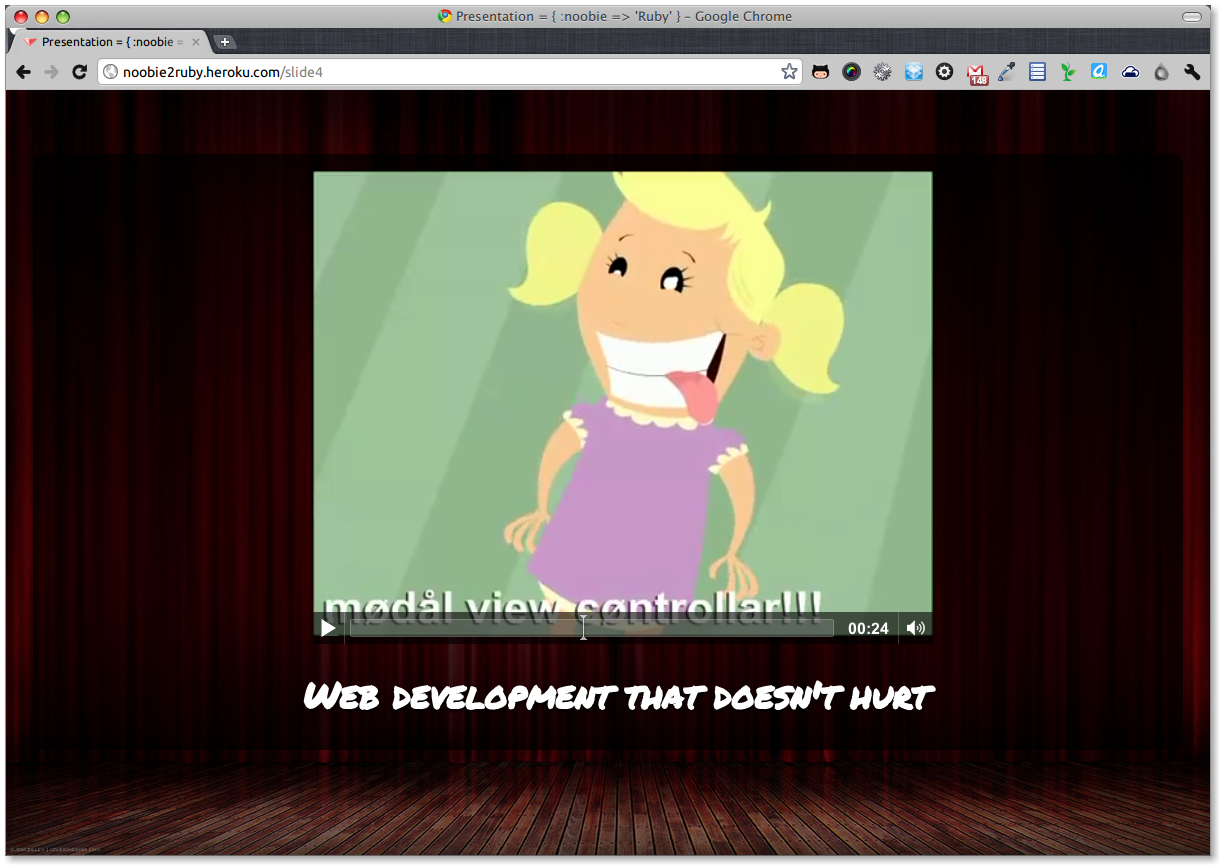 Presentation = { :noobie => 'Ruby' } – Google Chrome
Presentation = { :noobie =
noobie2ruby.heroku.com/slide4
148
mødål view cøntrollar!!!
00:24
Web development that doesn't hurt